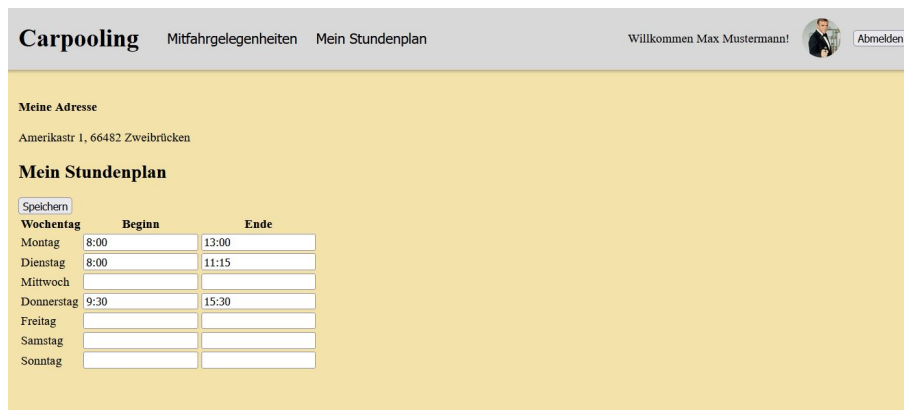 Carpooling Mitfahrgelegenheiten Mein Stundenplan Willkommen Max Mustermann! Abmelden
Meine Adresse
Amerikastr 1, 66482 Zweibrücken
Mein Stundenplan
Speichern
Wochentag Beginn Ende
Montag 8:00 13:00
Dienstag 8:00 11:15
Mittwoch
Donnerstag 9:30 15:30
Freitag
Samstag
Sonntag